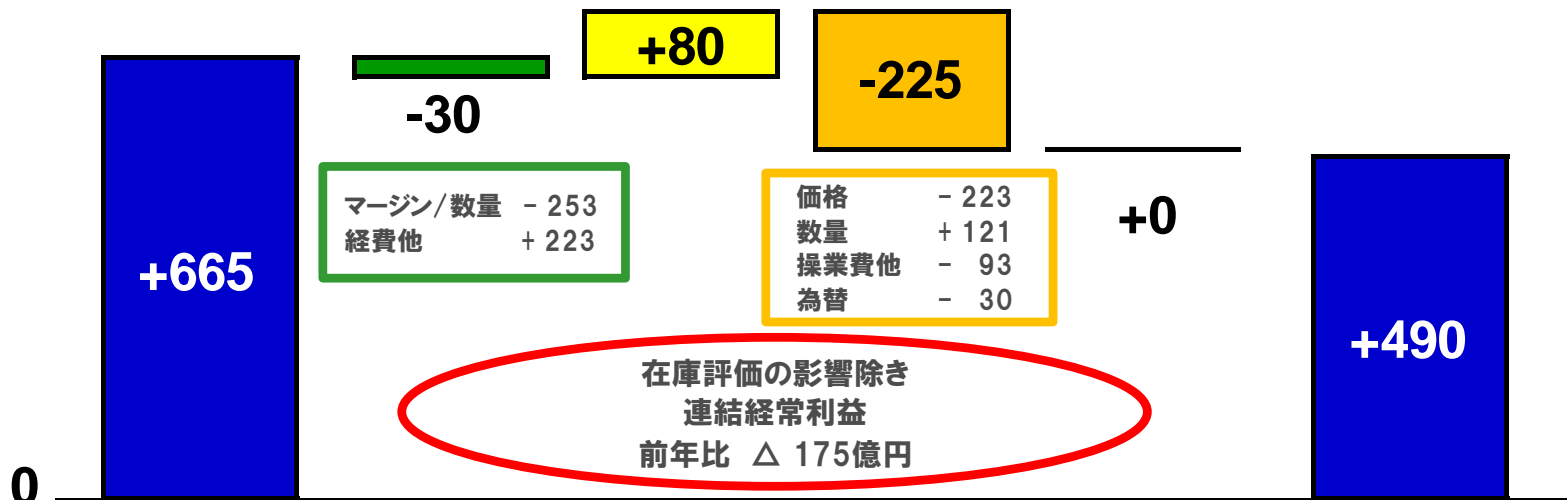 +665
-30
+80
-225
+0
+490
マージン/数量 - 253
経費他 + 223
価格 - 223
数量 + 121
操業費他 - 93
為替 - 30
在庫評価の影響除き
連結経常利益
前年比 △ 175億円
0